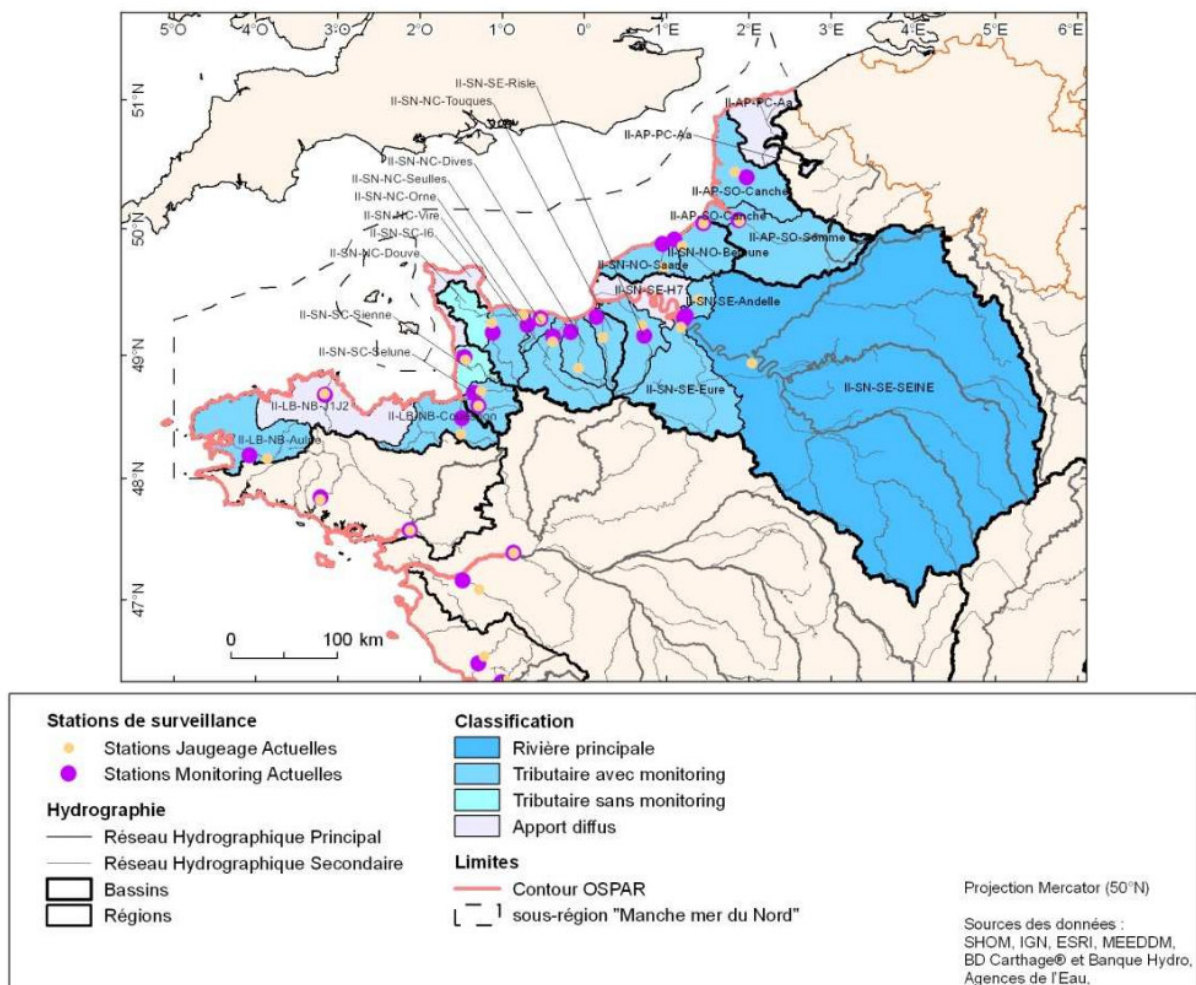 5°0' 4°0' 3°0' 2°0' 1°0' 0°0' 1°E 2°E 3°E 4°E 5°E 6°E
51°N
50°N
49°N
48°N
47°N
II-SN-SE-Risle
II-SN-NC-Touques
II-AP-PC-Aa
II-AP-PC-Aa
II-SN-NC-Dives
II-SN-NC-Seulles
II-SN-NC-Orne
II-SN-NC-Vire
II-SN-SC-I6
II-SN-NC-Douve
II-AP-SO-Canche
II-AP-SO-Canche
II-AP-SO-Somme
II-SN-NO-Saane
II-SN-SE-H7
II-SN-SE-Andelle
II-SN-SC-Sienne
II-SN-SC-Selune
II-SN-SE-Eure
II-SN-SE-SEINE
II-LB-NB-J1J2
II-LB-NB-Aulne
0 100 km
Stations de surveillance
Stations Jaugeage Actuelles
Stations Monitoring Actuelles
Hydrographie
Réseau Hydrographique Principal
Réseau Hydrographique Secondaire
Bassins
Régions
Classification
Rivière principale
Tributaire avec monitoring
Tributaire sans monitoring
Apport diffus
Limites
Contour OSPAR
sous-région "Manche mer du Nord"
Projection Mercator (50°N)
Sources des données :
SHOM, IGN, ESRI, MEEDDM,
BD Carthage® et Banque Hydro,
Agences de l'Eau,